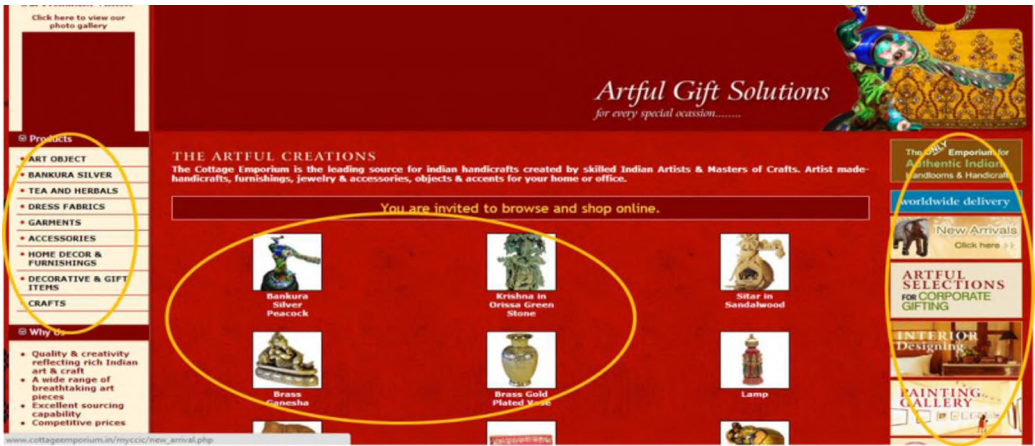 Click here to view our
photo gallery
Artful Gift Solutions
for every special ocassion........
Products
ART OBJECT
BANKURA SILVER
TEA AND HERBALS
DRESS FABRICS
GARMENTS
ACCESSORIES
HOME DECOR &
FURNISHINGS
DECORATIVE & GIFT
ITEMS
CRAFTS
Why Us
Quality & creativity
reflecting rich Indian
art & craft
A wide range of
breathtaking art
pieces
Excellent sourcing
capability
Competitive prices
THE ARTFUL CREATIONS
The Cottage Emporium is the leading source for indian handicrafts created by skilled Indian Artists & Masters of Crafts. Artist made-
handicrafts, furnishings, jewelry & accessories, objects & accents for your home or office.
You are invited to browse and shop online.
Bankura
Silver
Peacock
Krishna in
Orissa Green
Stone
Sitar in
Sandalwood
Brass
Ganesha
Brass Gold
Plated Vase
Lamp
The ONLY Emporium for
Authentic Indian
Handlooms & Handicrafts
worldwide delivery
New Arrivals
Click here >>
ARTFUL
SELECTIONS
FOR CORPORATE
GIFTING
INTERIOR
Designing
PAINTING
GALLERY
www.cottageemporium.in/myccic/new_arrival.php